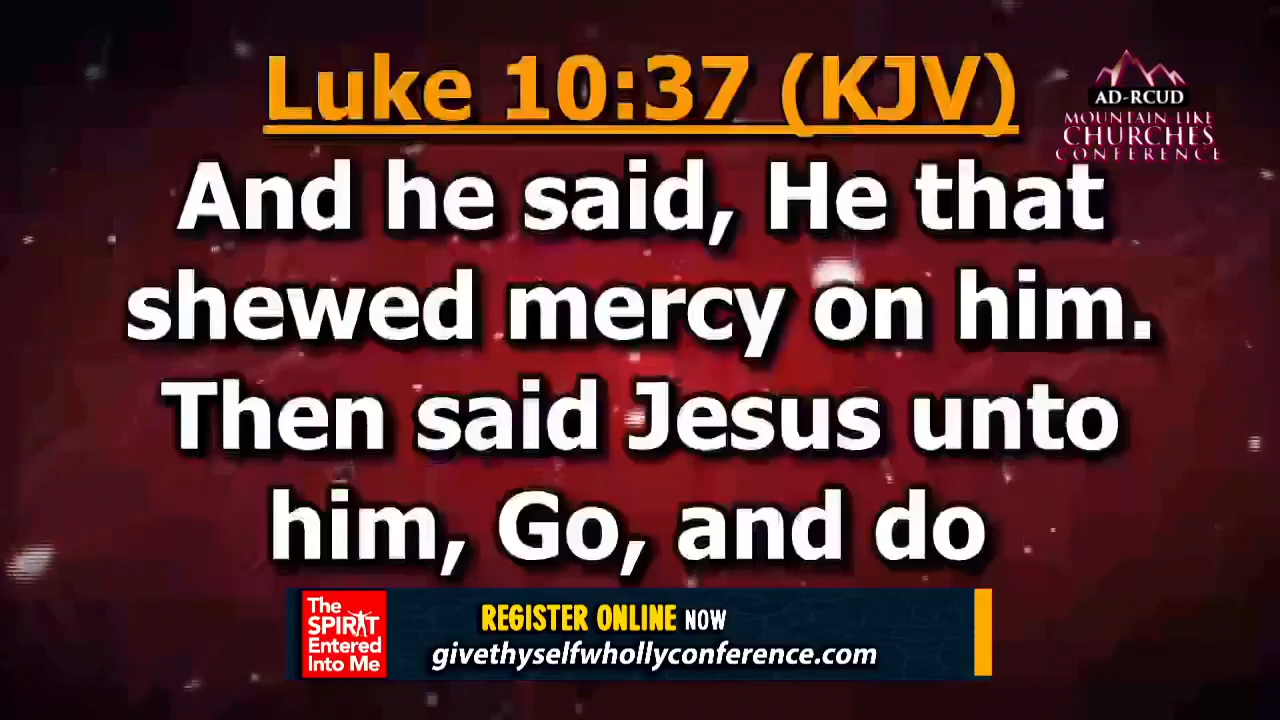 Luke 10:37 (KJV)
AD-RCUD
MOUNTAIN LIKE
CHURCHES
CONFERENCE
And he said, He that
shewed mercy on him.
Then said Jesus unto
him, Go, and do
The
SPIRIT
Entered
Into Me
REGISTER ONLINE NOW
givethyselfwhollyconference.com